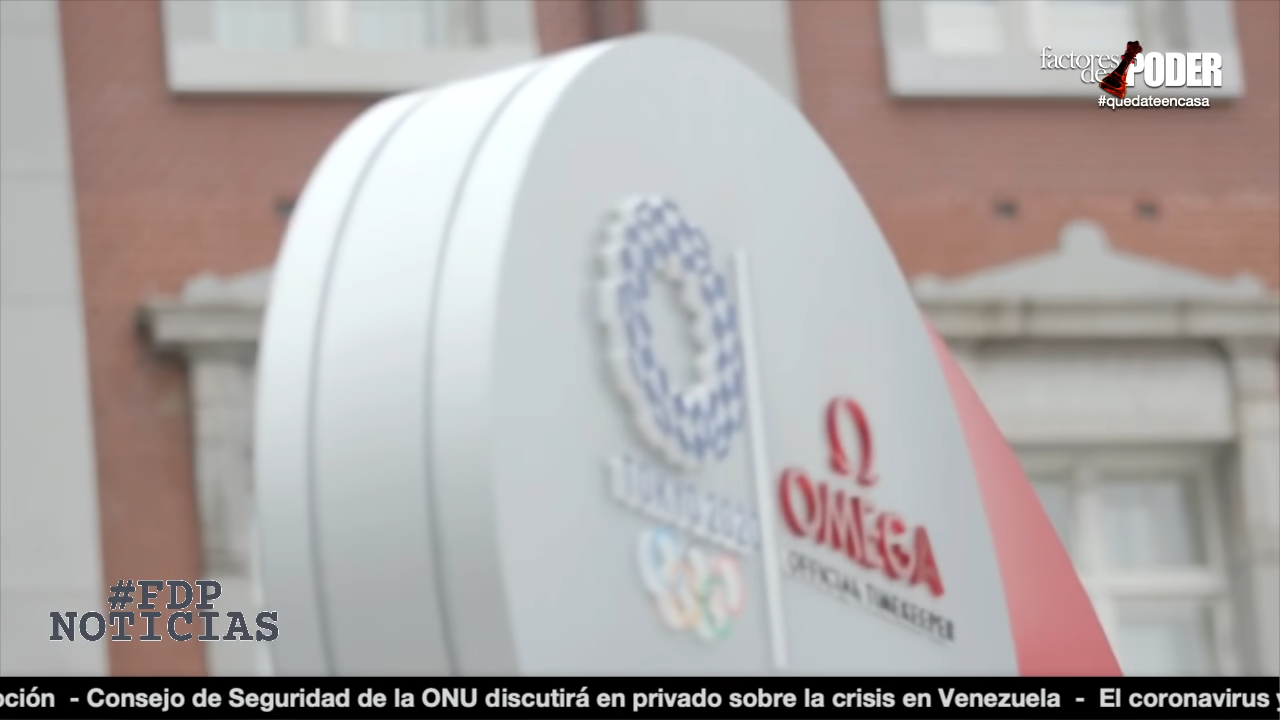 factores
de PODER
#quedateencasa
TOKYO 2020
Ω
OMEGA
OFFICIAL TIMEKEEPER
#FDP
NOTICIAS
pción - Consejo de Seguridad de la ONU discutirá en privado sobre la crisis en Venezuela - El coronavirus y